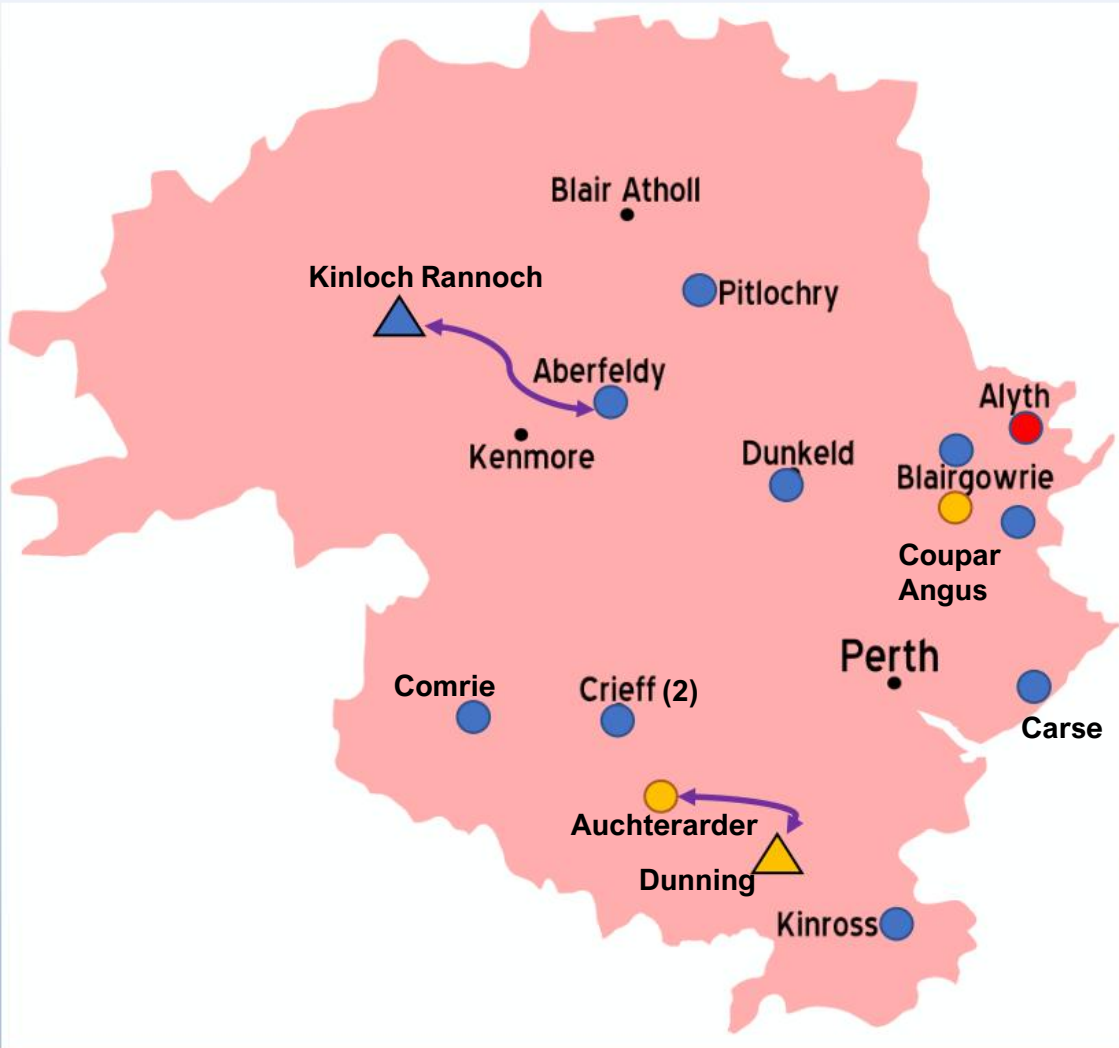 Blair Atholl
Kinloch Rannoch
Pitlochry
Aberfeldy
Alyth
Kenmore
Dunkeld
Blairgowrie
Coupar
Angus
Perth
Comrie
Crieff (2)
Carse
Auchterarder
Dunning
Kinross